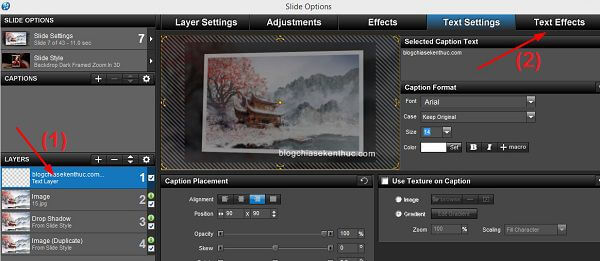 Slide Options
SLIDE OPTIONS
Slide Settings 7
Slide 7 of 43 - 11.0 sec
Slide Style
Backdrop Dark Framed Zoom In 3D
CAPTIONS
(1)
LAYERS
blogchiasekenthuc.com... 1
Text Layer
Image 2
15.jpg
Drop Shadow 3
From Slide Style
Image (Duplicate) 4
From Slide Style
Layer Settings Adjustments Effects Text Settings Text Effects
(2)
blogchiasekenthuc.com
Selected Caption Text
blogchiasekenthuc.com
Caption Format
Font Arial
Case Keep Original
Size 14
Color Set B I + macro
Caption Placement
Alignment
Position 90 90
Opacity 100 %
Skew 0 °
Use Texture on Caption
Image Browse
Gradient Edit Gradient
Zoom 100 % Scaling Fill Character